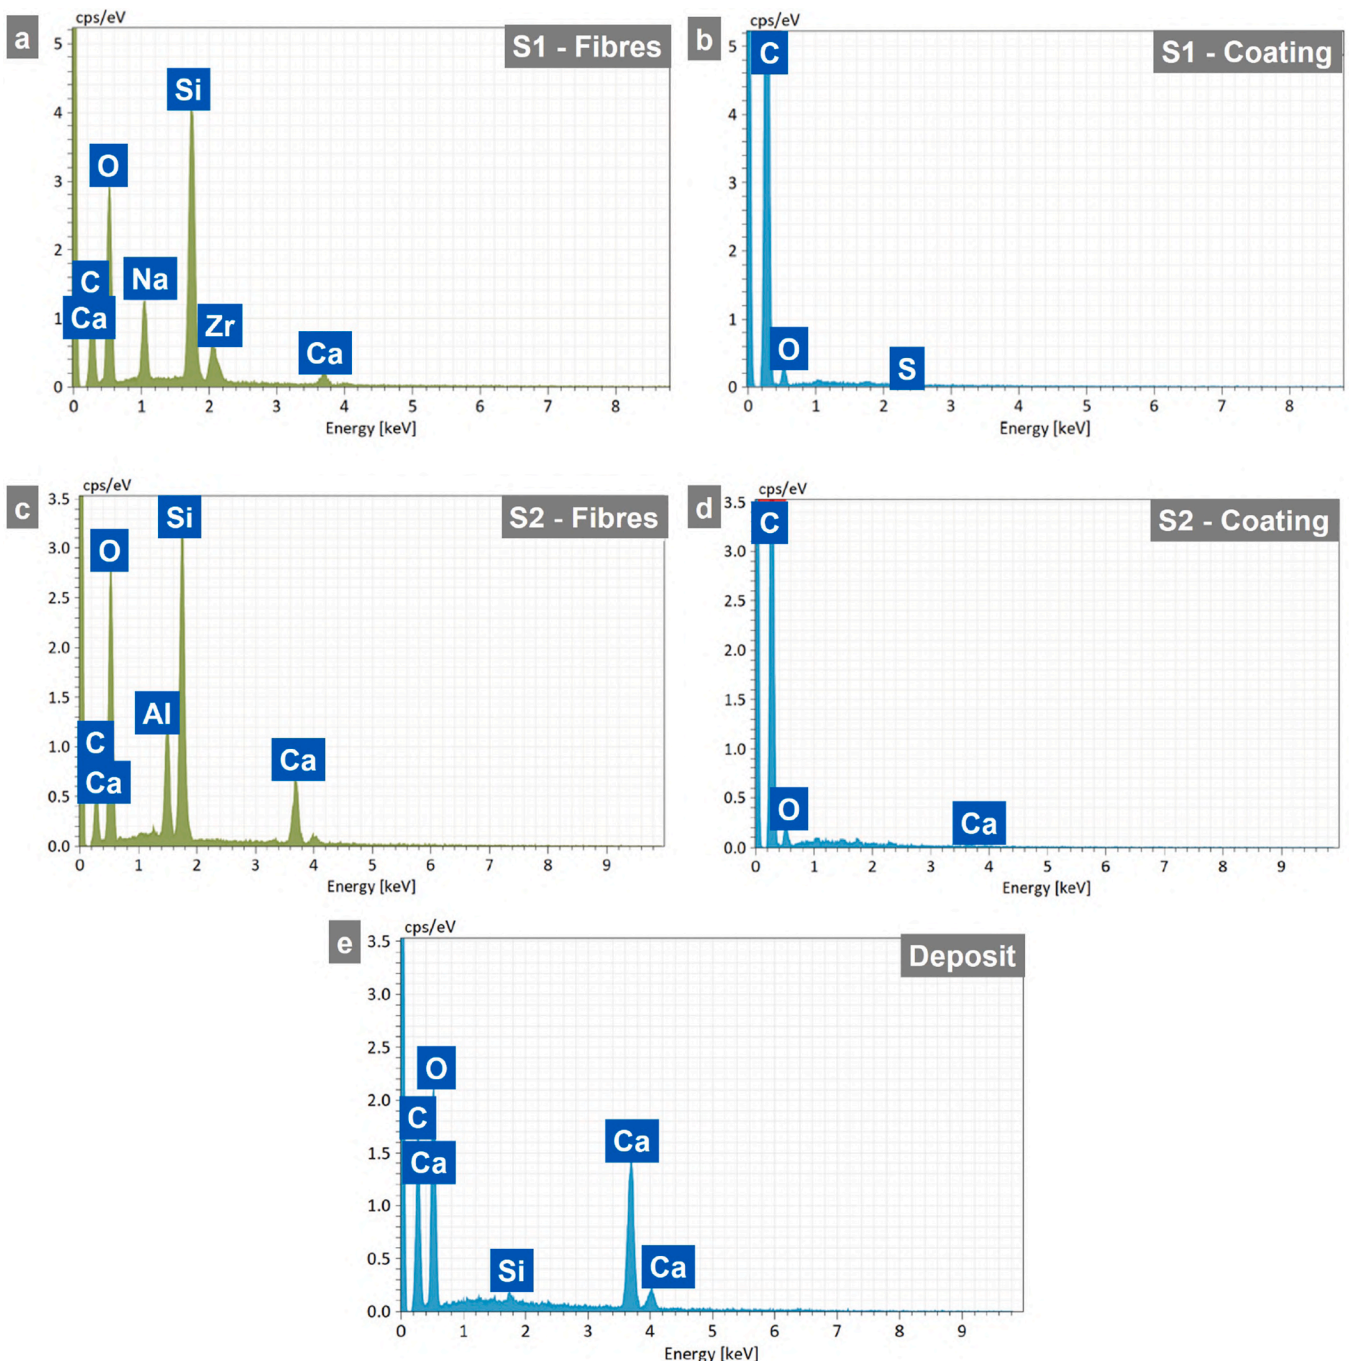 cps/eV
a
S1 - Fibres
5
4
3
2
1
0
Si
O
C
Na
Ca
Zr
Ca
0 1 2 3 4 5 6 7 8
Energy [keV]
cps/eV
b
S1 - Coating
5
4
3
2
1
0
C
O
S
0 1 2 3 4 5 6 7 8
Energy [keV]
cps/eV
c
S2 - Fibres
3.5
3.0
2.5
2.0
1.5
1.0
0.5
0.0
Si
O
Al
C
Ca
Ca
0 1 2 3 4 5 6 7 8 9
Energy [keV]
cps/eV
d
S2 - Coating
3.5
3.0
2.5
2.0
1.5
1.0
0.5
0.0
C
O
Ca
0 1 2 3 4 5 6 7 8 9
Energy [keV]
cps/eV
e
Deposit
3.5
3.0
2.5
2.0
1.5
1.0
0.5
0.0
O
C
Ca
Ca
Si
Ca
0 1 2 3 4 5 6 7 8 9
Energy [keV]